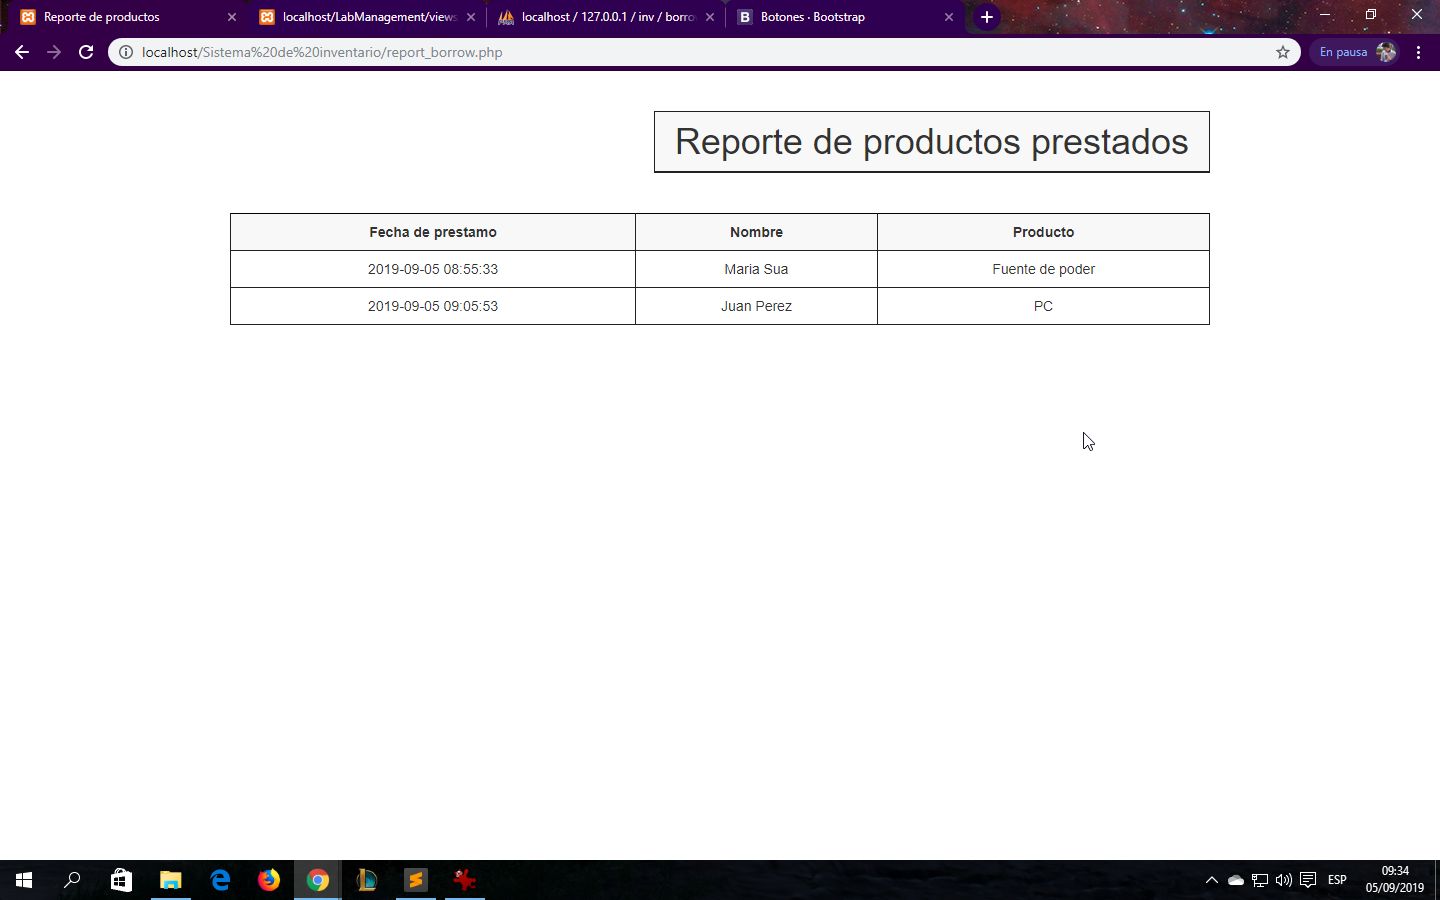 Reporte de productos
localhost/LabManagement/views
localhost / 127.0.0.1 / inv / borro
B Botones · Bootstrap
localhost/Sistema%20de%20inventario/report_borrow.php
En pausa
Reporte de productos prestados
Fecha de prestamo Nombre Producto
2019-09-05 08:55:33 Maria Sua Fuente de poder
2019-09-05 09:05:53 Juan Perez PC
ESP
09:34
05/09/2019